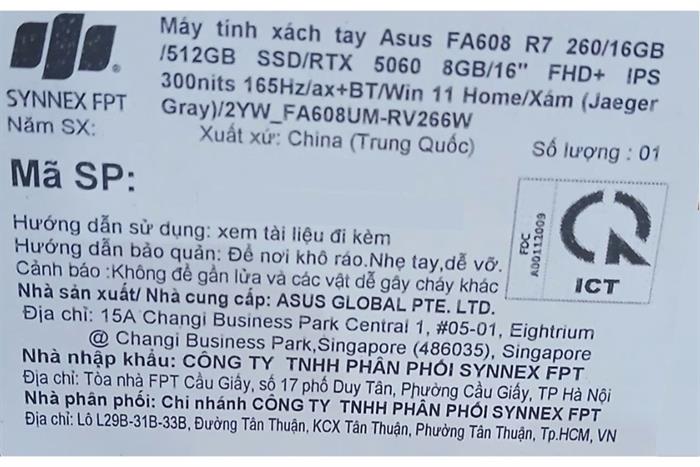 Máy tính xách tay Asus FA608 R7 260/16GB
/512GB SSD/RTX 5060 8GB/16" FHD+ IPS
300nits 165Hz/ax+BT/Win 11 Home/Xám (Jaeger
Gray)/2YW_FA608UM-RV266W
SYNNEX FPT
Năm SX:
Xuất xứ: China (Trung Quốc)
Số lượng : 01
Mã SP:
FDC
A00112009
ICT
Hướng dẫn sử dụng: xem tài liệu đi kèm
Hướng dẫn bảo quản: Để nơi khô ráo.Nhẹ tay,dễ vỡ.
Cảnh báo :Không để gần lửa và các vật dễ gây cháy khác
Nhà sản xuất/ Nhà cung cấp: ASUS GLOBAL PTE. LTD.
Địa chỉ: 15A Changi Business Park Central 1, #05-01, Eightrium
@ Changi Business Park,Singapore (486035), Singapore
Nhà nhập khẩu: CÔNG TY TNHH PHÂN PHỐI SYNNEX FPT
Địa chỉ: Tòa nhà FPT Cầu Giấy, số 17 phố Duy Tân, Phường Cầu Giấy, TP Hà Nội
Nhà phân phối: Chi nhánh CÔNG TY TNHH PHÂN PHỐI SYNNEX FPT
Địa chỉ: Lô L29B-31B-33B, Đường Tân Thuận, KCX Tân Thuận, Phường Tân Thuận, Tp.HCM, VN